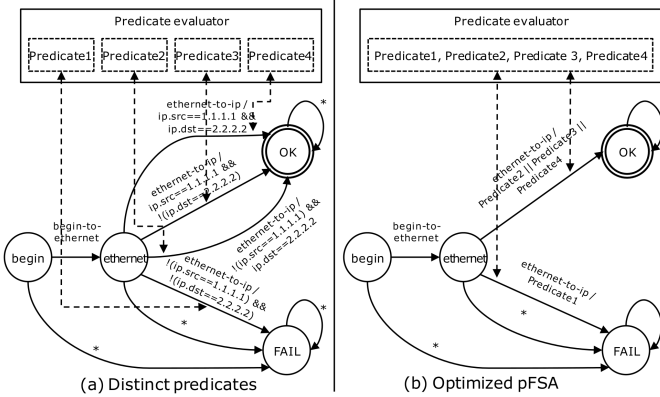 Predicate evaluator
Predicate1
Predicate2
Predicate3
Predicate4
ethernet-to-ip /
ip.src==1.1.1.1 &&
ip.dst==2.2.2.2
*
OK
ethernet-to-ip /
ip.src==1.1.1.1 &&
!(ip.dst==2.2.2.2)
begin-to-
ethernet
begin
ethernet
ethernet-to-ip /
!(ip.src==1.1.1.1) &&
ip.dst==2.2.2.2
ethernet-to-ip /
!(ip.src==1.1.1.1) &&
!(ip.dst==2.2.2.2)
*
*
*
FAIL
(a) Distinct predicates
Predicate evaluator
Predicate1, Predicate2, Predicate 3, Predicate4
*
OK
ethernet-to-ip /
Predicate2 || Predicate3 ||
Predicate4
begin-to-
ethernet
begin
ethernet
ethernet-to-ip /
Predicate1
*
*
*
FAIL
(b) Optimized pFSA